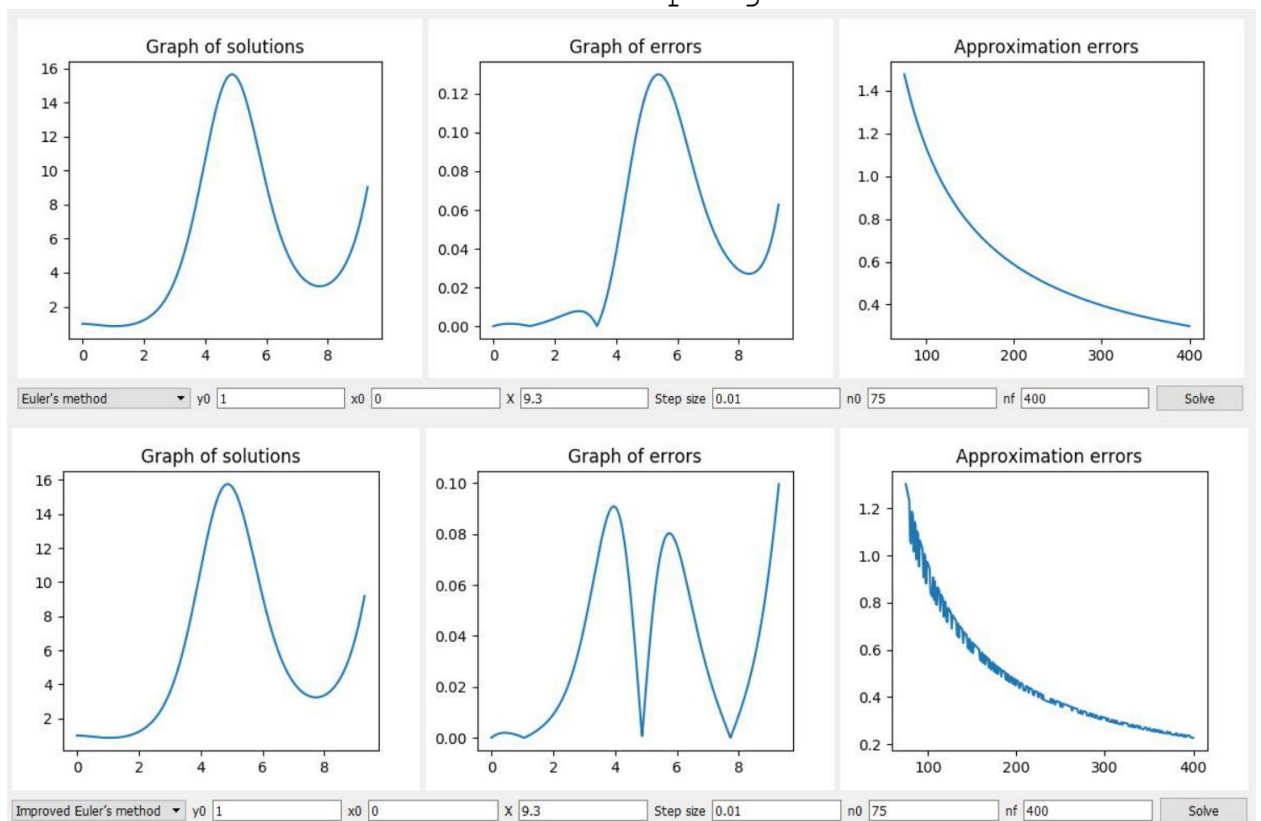 Graph of solutions
16
14
12
10
8
6
4
2
0 2 4 6 8
Graph of errors
0.12
0.10
0.08
0.06
0.04
0.02
0.00
0 2 4 6 8
Approximation errors
1.4
1.2
1.0
0.8
0.6
0.4
100 200 300 400
Euler's method y0 1 x0 0 X 9.3 Step size 0.01 n0 75 nf 400 Solve
Graph of solutions
16
14
12
10
8
6
4
2
0 2 4 6 8
Graph of errors
0.10
0.08
0.06
0.04
0.02
0.00
0 2 4 6 8
Approximation errors
1.2
1.0
0.8
0.6
0.4
0.2
100 200 300 400
Improved Euler's method y0 1 x0 0 X 9.3 Step size 0.01 n0 75 nf 400 Solve